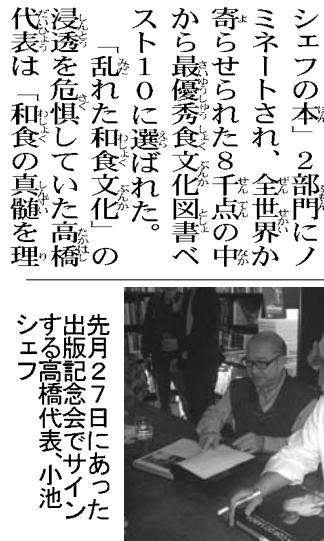 シェフの本」２部門にノ
ミネートされ、全世界か
寄らせられた８千点の中
から最優秀食文化図書ベ
スト１０に選ばれた。
「乱れた和食文化」の
浸透を危惧していた高橋
代表は「和食の真髄を理
先月２７日にあった
出版記念会でサイン
する高橋代表、小池
シェフ